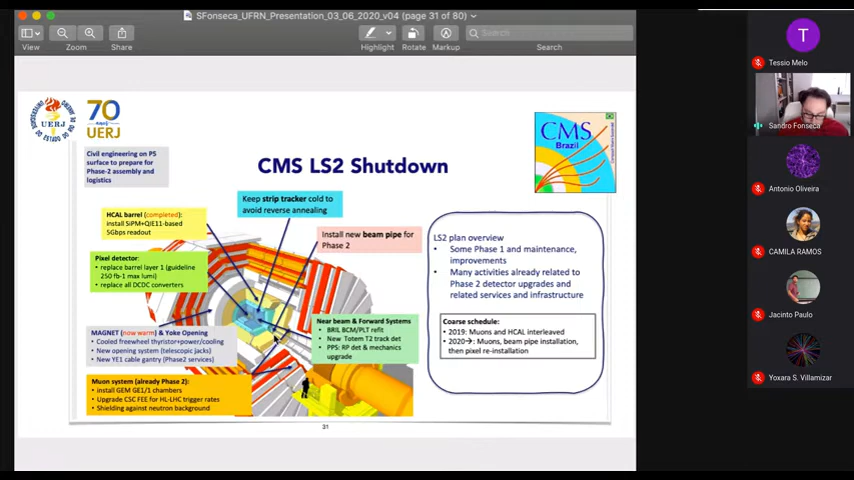 SFonseca_UFRN_Presentation_03_06_2020_v04 (page 31 of 80)
View
Zoom
Share
Highlight
Rotate
Markup
Search
Search
UERJ
70
anos
UERJ
CMS
Brazil
CMS LS2 Shutdown
Civil engineering on P5
surface to prepare for
Phase-2 assembly and
logistics
Keep strip tracker cold to
avoid reverse annealing
HCAL barrel (completed):
install SiPM+QIE11-based
5Gbps readout
Install new beam pipe for
Phase 2
Pixel detector:
• replace barrel layer 1 (guideline
250 fb-1 max lumi)
• replace all DCDC converters
MAGNET (now warm) & Yoke Opening
• Cooled freewheel thyristor+power/cooling
• New opening system (telescopic jacks)
• New YE1 cable gantry (Phase2 services)
Near beam & Forward Systems
• BRIL BCM/PLT refit
• New Totem T2 track det
• PPS: RP det & mechanics
upgrade
Muon system (already Phase 2):
• install GEM GE1/1 chambers
• Upgrade CSC FEE for HL-LHC trigger rates
• Shielding against neutron background
LS2 plan overview
• Some Phase 1 and maintenance,
improvements
• Many activities already related to
Phase 2 detector upgrades and
related services and infrastructure
Coarse schedule:
• 2019: Muons and HCAL interleaved
• 2020→: Muons, beam pipe installation,
then pixel re-installation
31
T
Tessio Melo
Sandro Fonseca
Antonio Oliveira
CAMILA RAMOS
Jacinto Paulo
Yoxara S. Villamizar